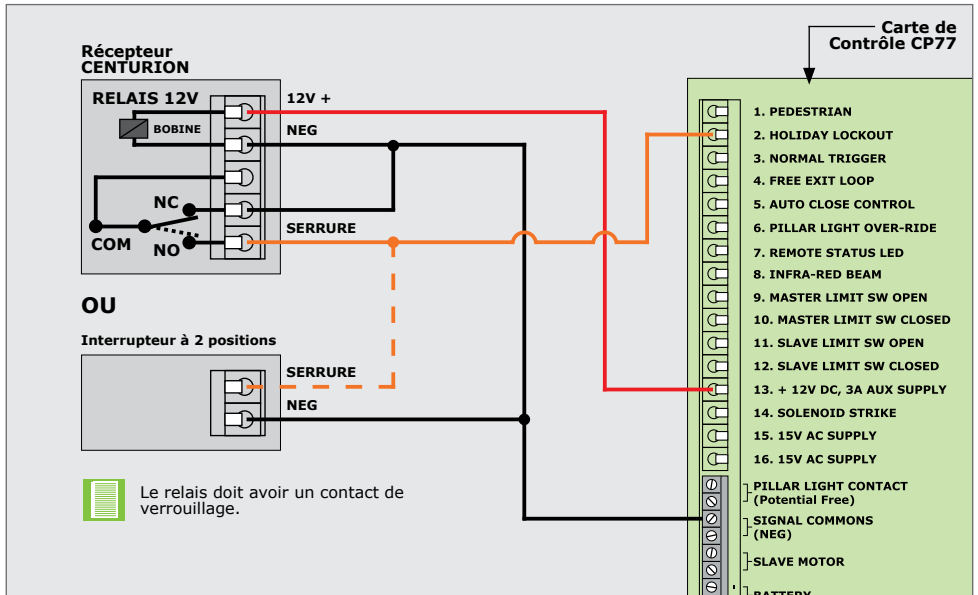 Carte de
Contrôle CP77
Récepteur
CENTURION
RELAIS 12V
BOBINE
NC
COM
NO
12V +
NEG
SERRURE
OU
Interrupteur à 2 positions
SERRURE
NEG
Le relais doit avoir un contact de
verrouillage.
1. PEDESTRIAN
2. HOLIDAY LOCKOUT
3. NORMAL TRIGGER
4. FREE EXIT LOOP
5. AUTO CLOSE CONTROL
6. PILLAR LIGHT OVER-RIDE
7. REMOTE STATUS LED
8. INFRA-RED BEAM
9. MASTER LIMIT SW OPEN
10. MASTER LIMIT SW CLOSED
11. SLAVE LIMIT SW OPEN
12. SLAVE LIMIT SW CLOSED
13. + 12V DC, 3A AUX SUPPLY
14. SOLENOID STRIKE
15. 15V AC SUPPLY
16. 15V AC SUPPLY
PILLAR LIGHT CONTACT
(Potential Free)
SIGNAL COMMONS
(NEG)
SLAVE MOTOR
BATTERY